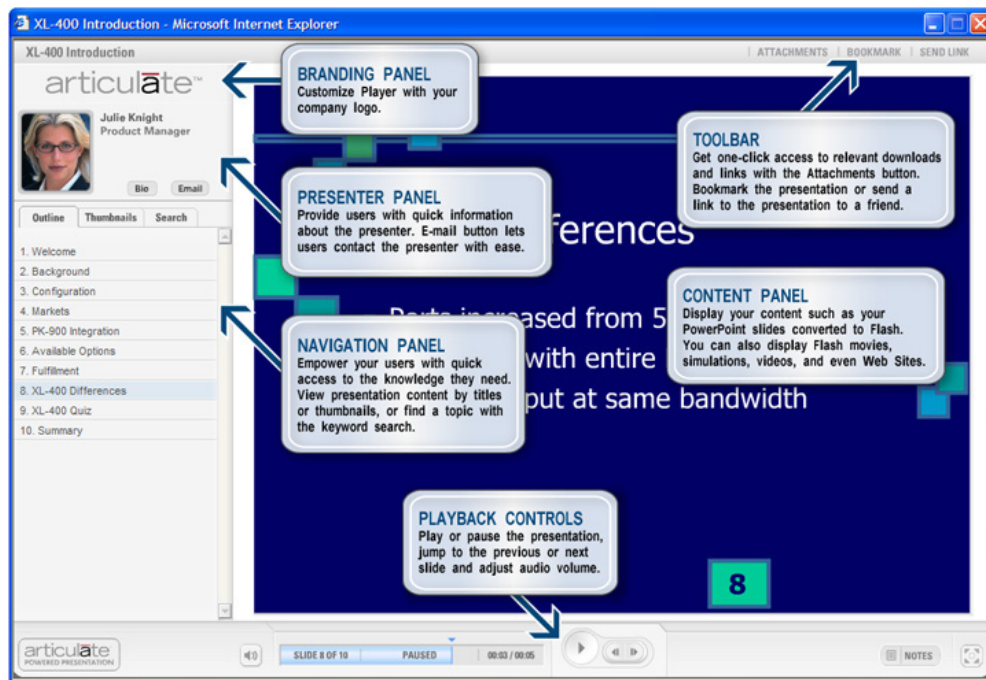 XL-400 Introduction - Microsoft Internet Explorer
XL-400 Introduction
ATTACHMENTS | BOOKMARK | SEND LINK
articulate™
Julie Knight
Product Manager
Bio
Email
Outline
Thumbnails
Search
1. Welcome
2. Background
3. Configuration
4. Markets
5. PK-900 Integration
6. Available Options
7. Fulfillment
8. XL-400 Differences
9. XL-400 Quiz
10. Summary
BRANDING PANEL
Customize Player with your
company logo.
PRESENTER PANEL
Provide users with quick information
about the presenter. E-mail button lets
users contact the presenter with ease.
NAVIGATION PANEL
Empower your users with quick
access to the knowledge they need.
View presentation content by titles
or thumbnails, or find a topic with
the keyword search.
TOOLBAR
Get one-click access to relevant downloads
and links with the Attachments button.
Bookmark the presentation or send a
link to the presentation to a friend.
CONTENT PANEL
Display your content such as your
PowerPoint slides converted to Flash.
You can also display Flash movies,
simulations, videos, and even Web Sites.
ferences
Ports increased from 5
with entire
put at same bandwidth
PLAYBACK CONTROLS
Play or pause the presentation,
jump to the previous or next
slide and adjust audio volume.
8
articulate
POWERED PRESENTATION
SLIDE 8 OF 10
PAUSED
00:03 / 00:05
NOTES